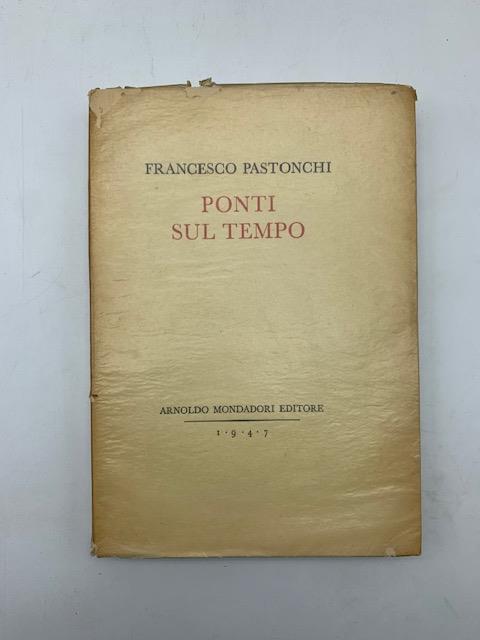 FRANCESCO PASTONCHI
PONTI
SUL TEMPO
ARNOLDO MONDADORI EDITORE
1·9·4·7